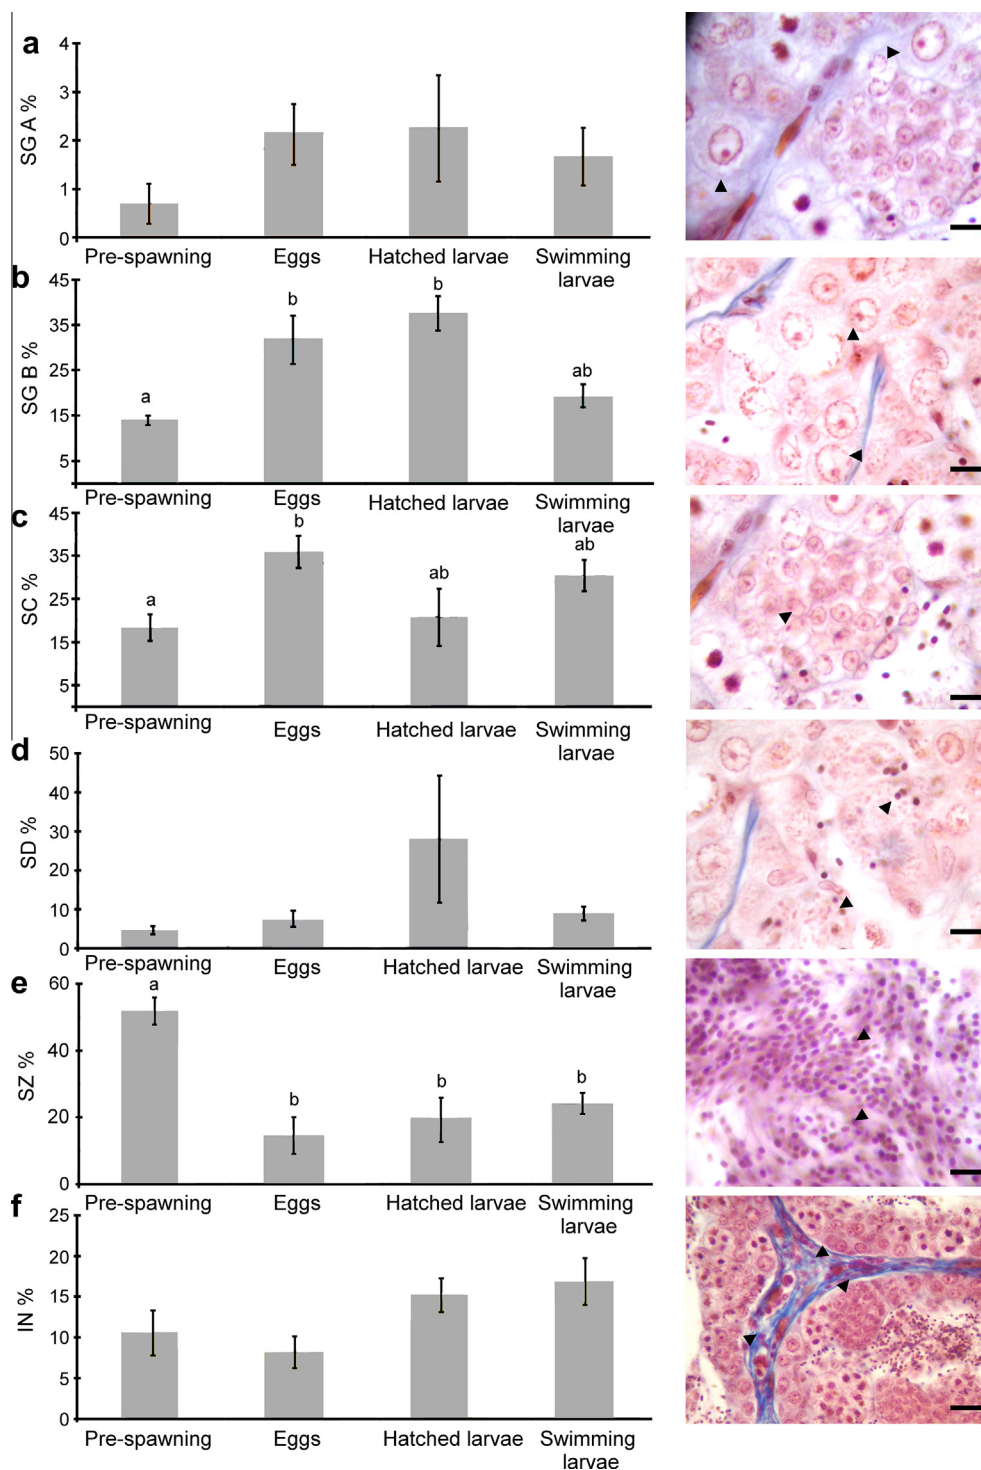 a
SG A %
4
3
2
1
0
Pre-spawning
Eggs
Hatched larvae
Swimming
larvae
b
SG B %
45
35
25
15
5
a
b
b
ab
Pre-spawning
Eggs
Hatched larvae
Swimming
larvae
c
SC %
45
35
25
15
5
a
b
ab
ab
Pre-spawning
Eggs
Hatched larvae
Swimming
larvae
d
SD %
50
40
30
20
10
0
Pre-spawning
Eggs
Hatched larvae
Swimming
larvae
e
SZ %
60
40
20
0
a
b
b
b
Pre-spawning
Eggs
Hatched larvae
Swimming
larvae
f
IN %
25
20
15
10
5
0
Pre-spawning
Eggs
Hatched larvae
Swimming
larvae